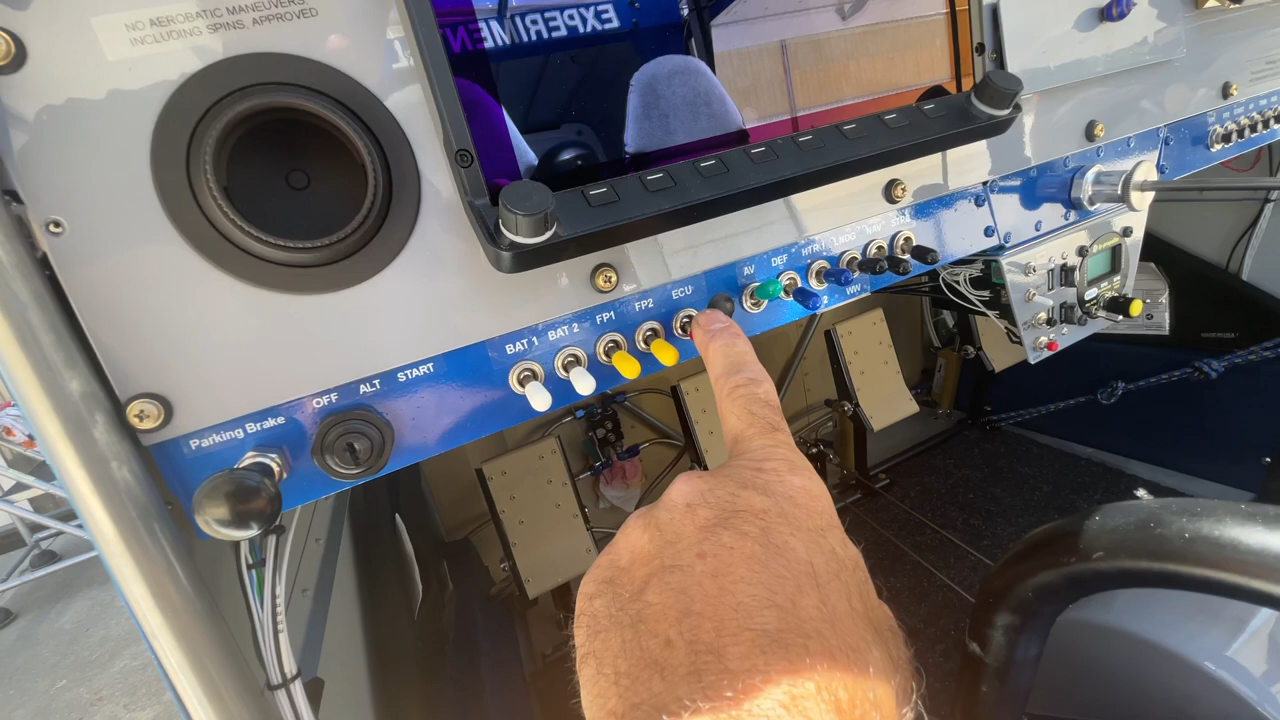 NO AEROBATIC MANEUVERS,
INCLUDING SPINS, APPROVED
EXPERIMEN
Parking Brake
OFF
ALT
START
BAT 1
BAT 2
FP1
FP2
ECU
AV
DEF
HTR-1
LNDG
NAV
STRB
2
WW